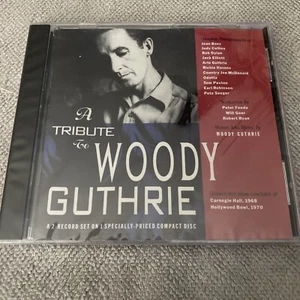 Joan Baez
Judy Collins
Bob Dylan
Jack Elliott
Arlo Guthrie
Richie Havens
Country Joe McDonald
Odetta
Tom Paxton
Earl Robinson
Pete Seeger
Peter Fonda
Will Geer
Robert Ryan
WOODY GUTHRIE
Carnegie Hall, 1968
Hollywood Bowl, 1970
A
TRIBUTE
to
WOODY
GUTHRIE
A 2 RECORD SET ON 1 SPECIALLY-PRICED COMPACT DISC